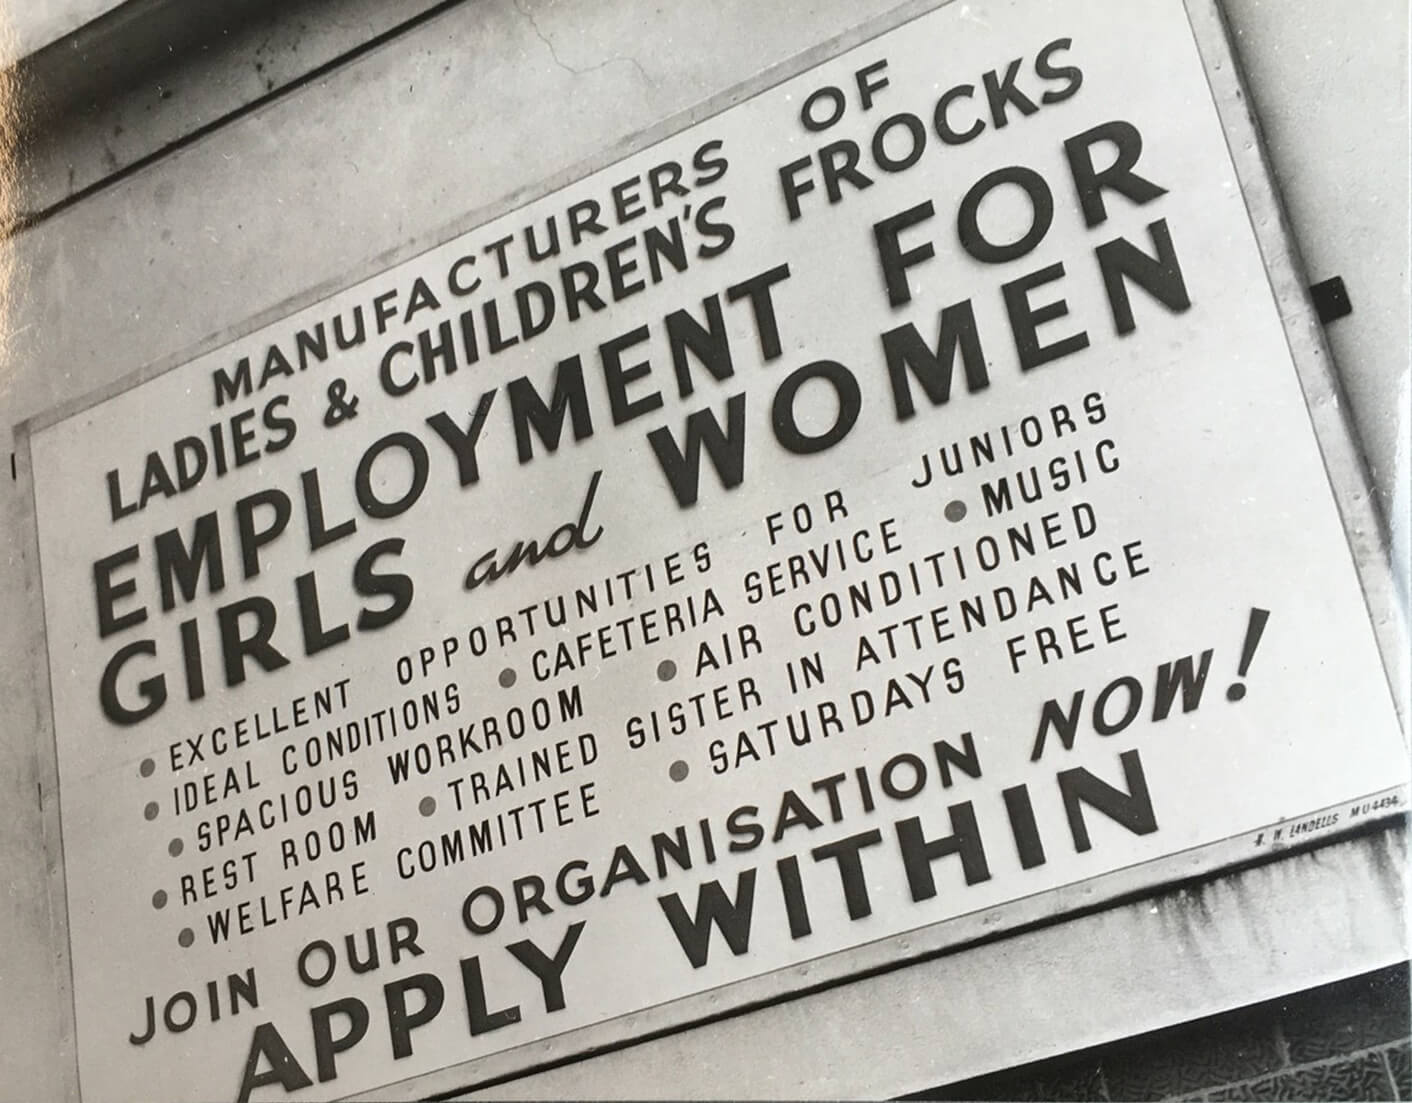 MANUFACTURERS OF
LADIES & CHILDREN'S FROCKS
EMPLOYMENT FOR
GIRLS and WOMEN
• EXCELLENT OPPORTUNITIES FOR JUNIORS
• IDEAL CONDITIONS • CAFETERIA SERVICE • MUSIC
• SPACIOUS WORKROOM • AIR CONDITIONED
• REST ROOM • TRAINED SISTER IN ATTENDANCE
• WELFARE COMMITTEE • SATURDAYS FREE
JOIN OUR ORGANISATION NOW!
APPLY WITHIN
W. LANDELLS MU4434